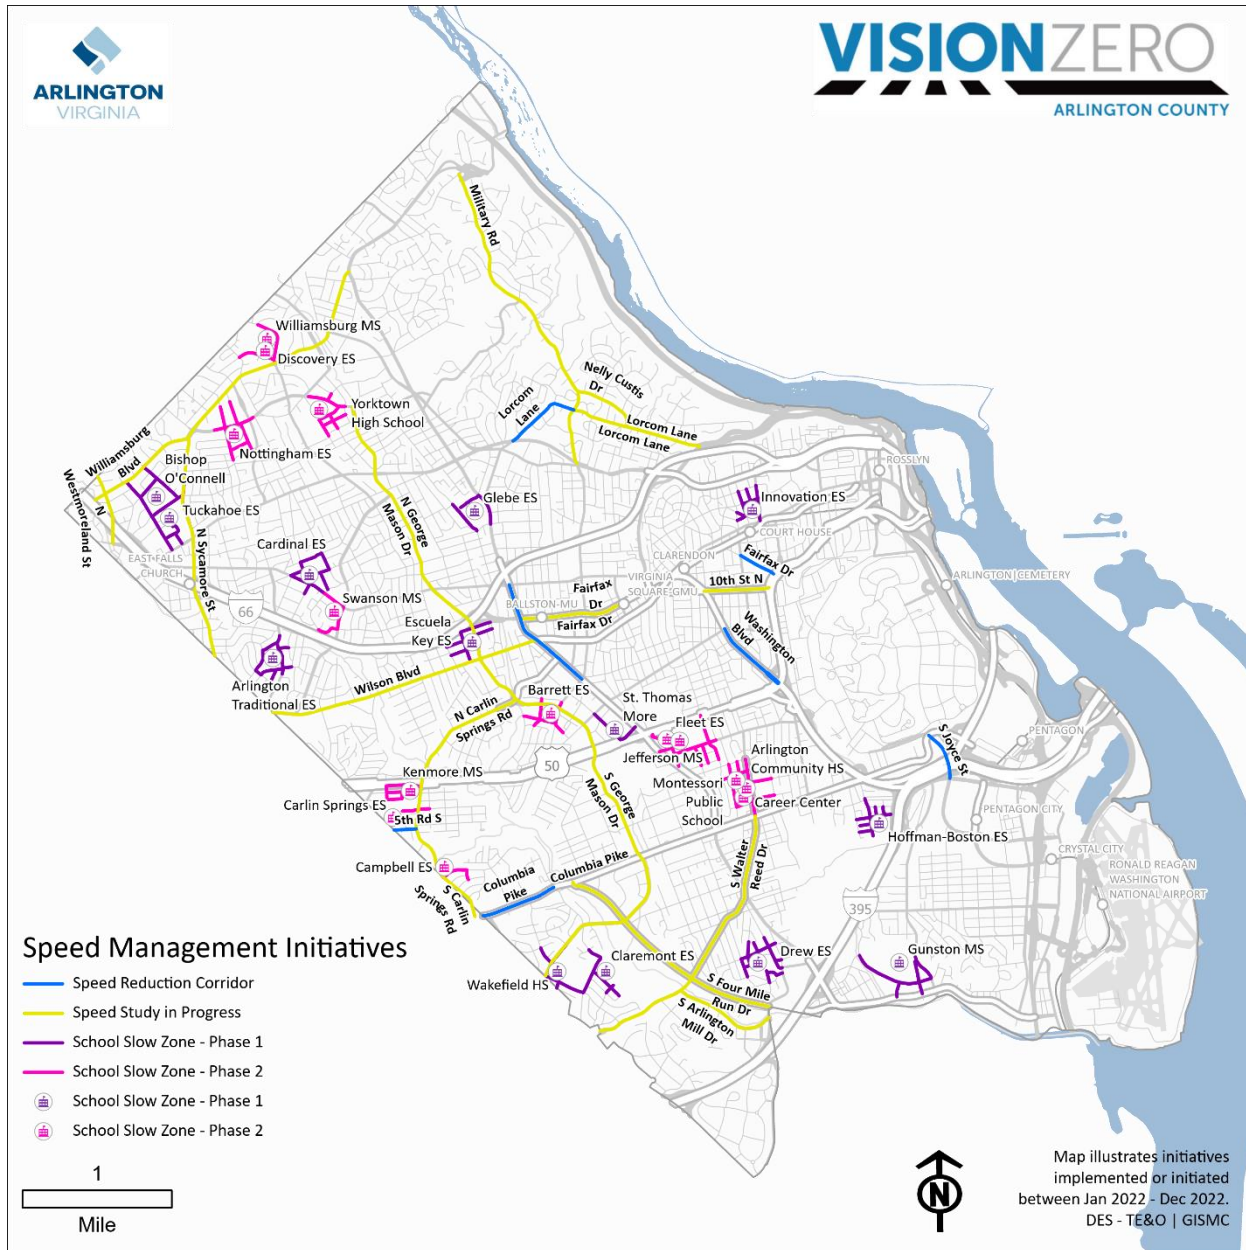 ARLINGTON
VIRGINIA
VISIONZERO
ARLINGTON COUNTY
Military Rd
Williamsburg MS
Discovery ES
Nelly Custis
Dr
Lorcom
Lane
Lorcom Lane
Lorcom Lane
Yorktown
High School
Nottingham ES
Williamsburg
Blvd
Bishop
O'Connell
Tuckahoe ES
N
Westmoreland St
N Sycamore St
N George
Mason Dr
Glebe ES
Innovation ES
ROSSLYN
COURT HOUSE
Cardinal ES
EAST FALLS
CHURCH
66
Swanson MS
CLARENDON
Fairfax Dr
ARLINGTON CEMETERY
VIRGINIA
SQUARE-GMU
10th St N
Fairfax
Dr
Fairfax Dr
BALLSTON-MU
Escuela
Key ES
Washington
Blvd
Arlington
Traditional ES
Wilson Blvd
Barrett ES
N Carlin
Springs Rd
St. Thomas
More
Fleet ES
Jefferson MS
50
Arlington
Community HS
S Joyce St
PENTAGON
Kenmore MS
Montessori
Public
School
Career Center
Carlin Springs ES
5th Rd S
S George
Mason Dr
PENTAGON CITY
Hoffman-Boston ES
CRYSTAL CITY
RONALD REAGAN
WASHINGTON
NATIONAL AIRPORT
Campbell ES
Columbia
Pike
Columbia Pike
S Walter
Reed Dr
S Carlin
Springs Rd
395
Claremont ES
Wakefield HS
Drew ES
Gunston MS
S Four Mile
Run Dr
S Arlington
Mill Dr
Speed Management Initiatives
Speed Reduction Corridor
Speed Study in Progress
School Slow Zone - Phase 1
School Slow Zone - Phase 2
School Slow Zone - Phase 1
School Slow Zone - Phase 2
1
Mile
N
Map illustrates initiatives
implemented or initiated
between Jan 2022 - Dec 2022.
DES - TE&O | GISMC